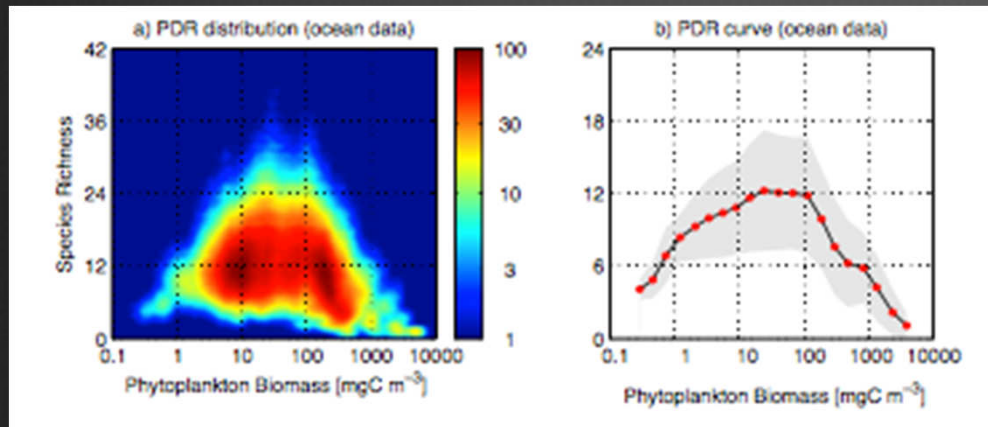 a) PDR distribution (ocean data)
42
36
24
12
0
Species Richness
0.1 1 10 100 1000 10000
Phytoplankton Biomass [mgC m⁻³]
100
30
10
3
1
b) PDR curve (ocean data)
24
18
12
6
0
0.1 1 10 100 1000 10000
Phytoplankton Biomass [mgC m⁻³]